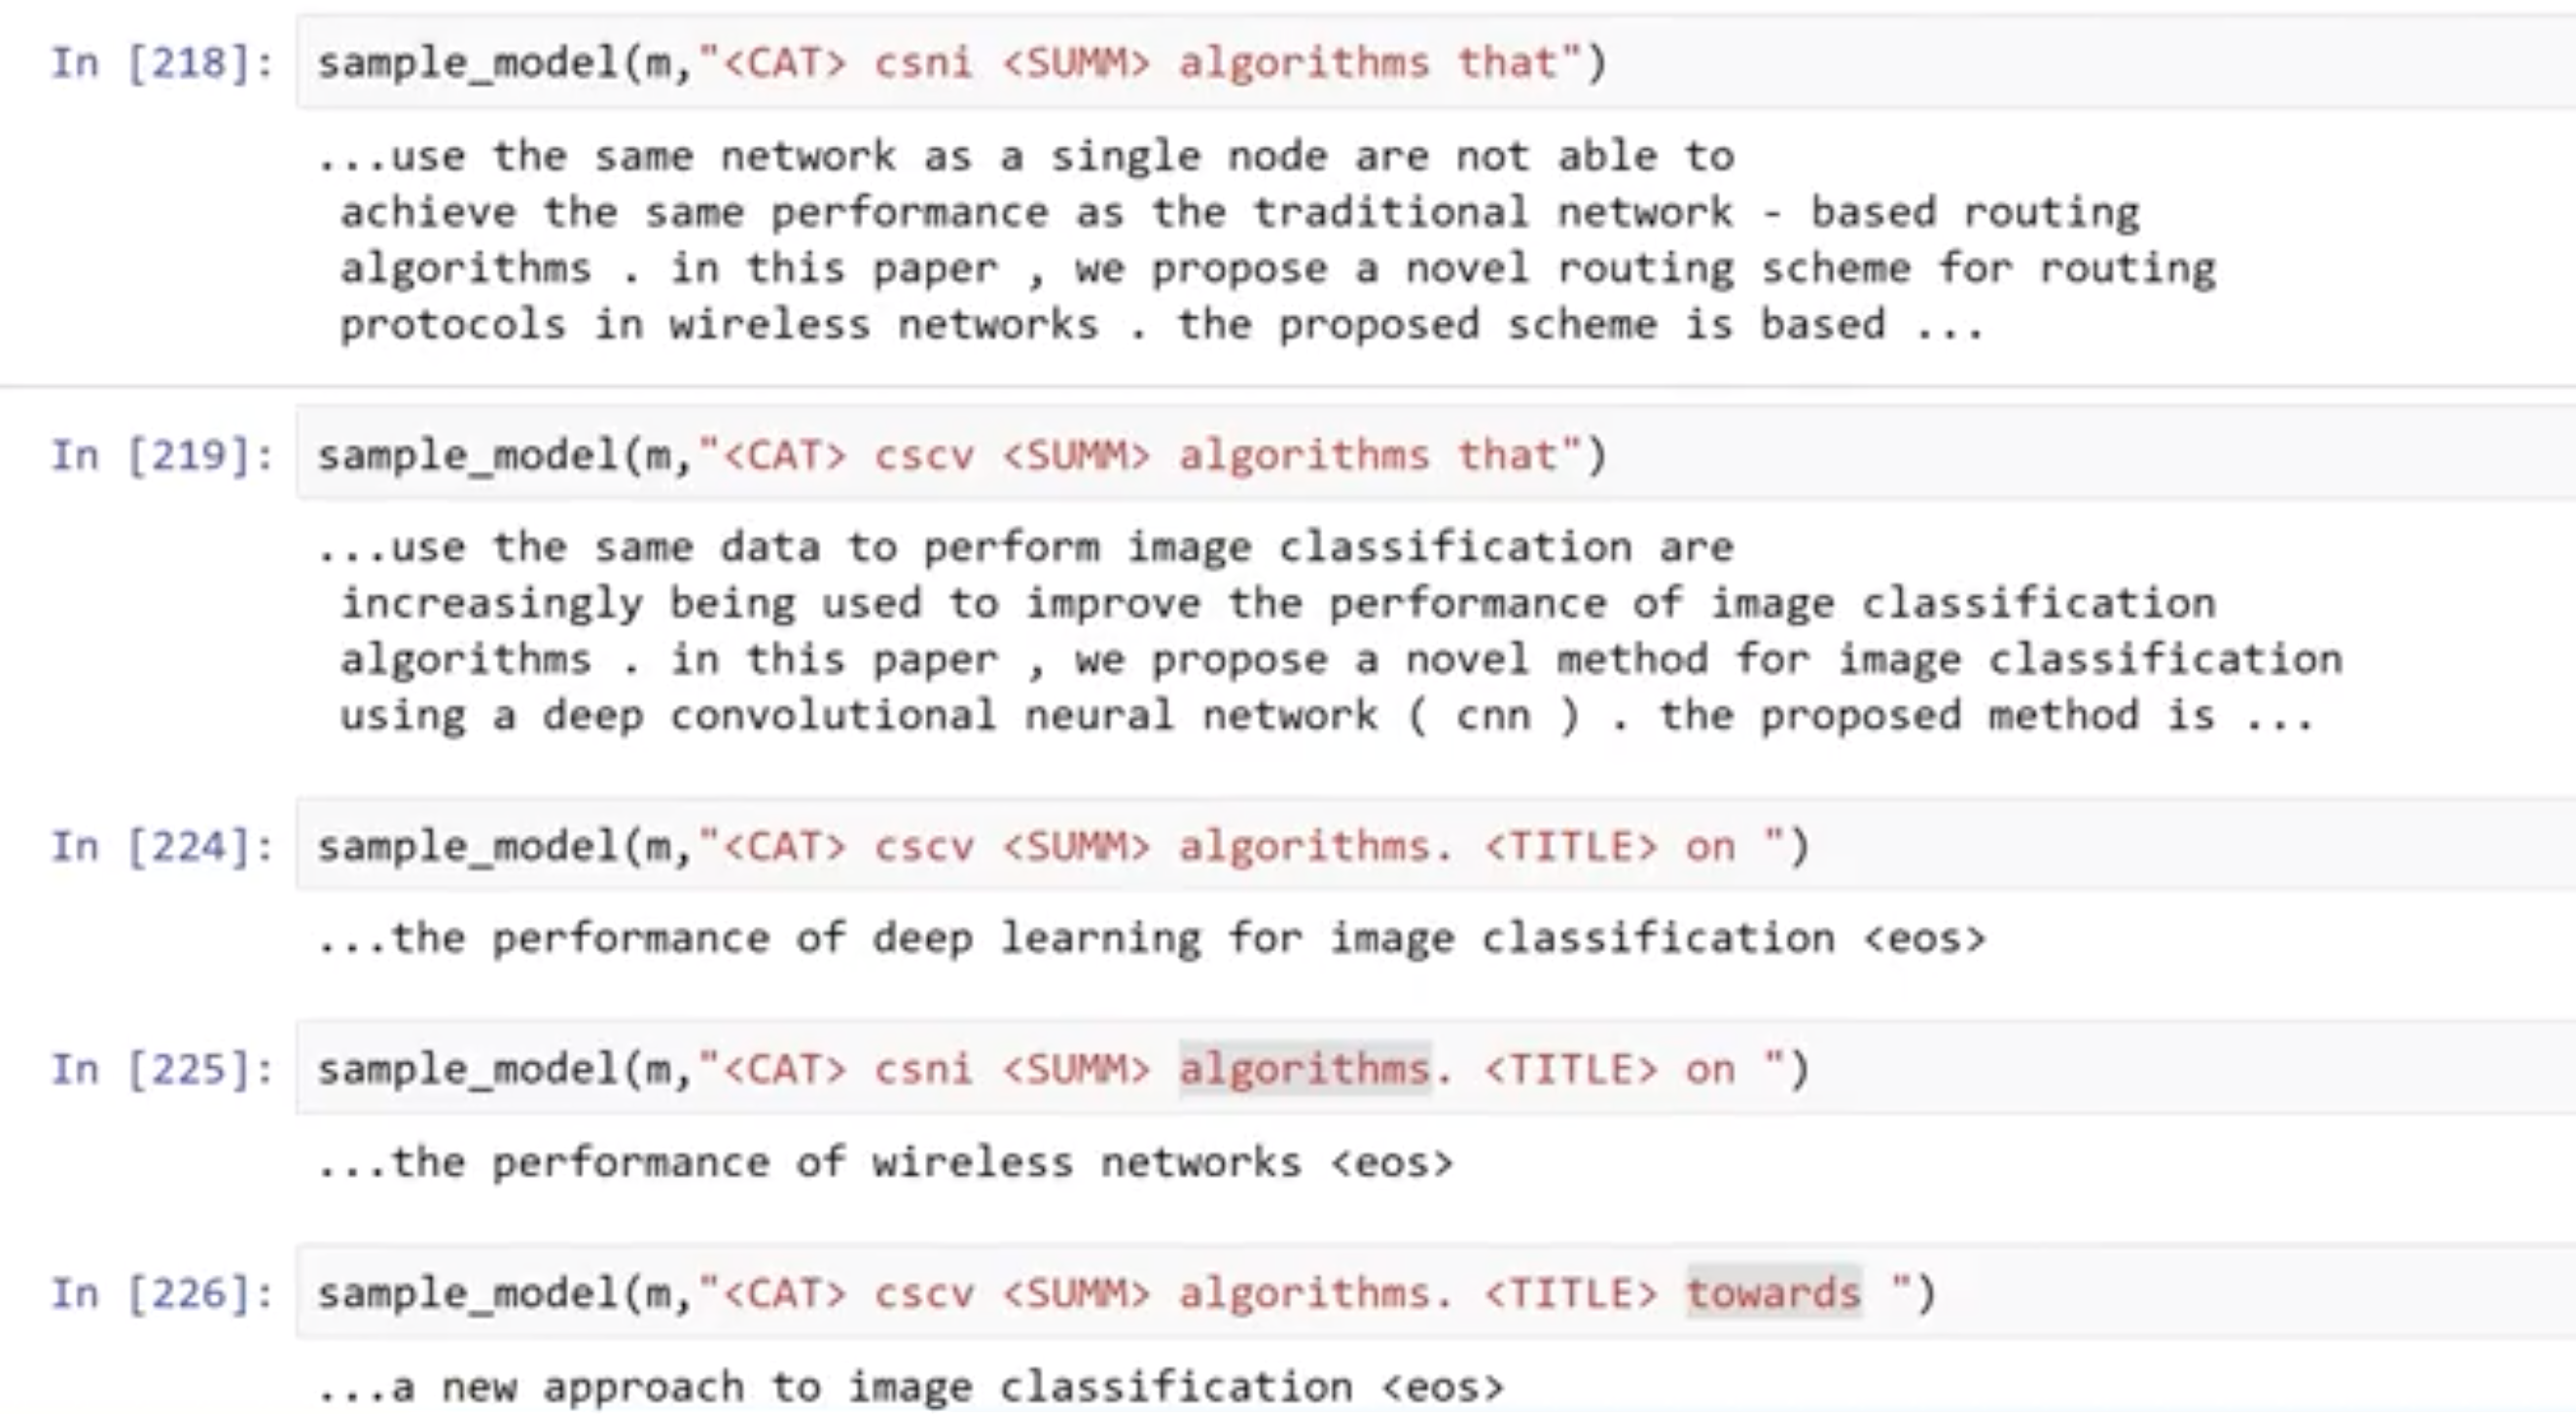 In [218]: sample_model(m,"<CAT> csni <SUMM> algorithms that")
...use the same network as a single node are not able to
achieve the same performance as the traditional network - based routing
algorithms . in this paper , we propose a novel routing scheme for routing
protocols in wireless networks . the proposed scheme is based ...
In [219]: sample_model(m,"<CAT> cscv <SUMM> algorithms that")
...use the same data to perform image classification are
increasingly being used to improve the performance of image classification
algorithms . in this paper , we propose a novel method for image classification
using a deep convolutional neural network ( cnn ) . the proposed method is ...
In [224]: sample_model(m,"<CAT> cscv <SUMM> algorithms. <TITLE> on ")
...the performance of deep learning for image classification <eos>
In [225]: sample_model(m,"<CAT> csni <SUMM> algorithms. <TITLE> on ")
...the performance of wireless networks <eos>
In [226]: sample_model(m,"<CAT> cscv <SUMM> algorithms. <TITLE> towards ")
...a new approach to image classification <eos>